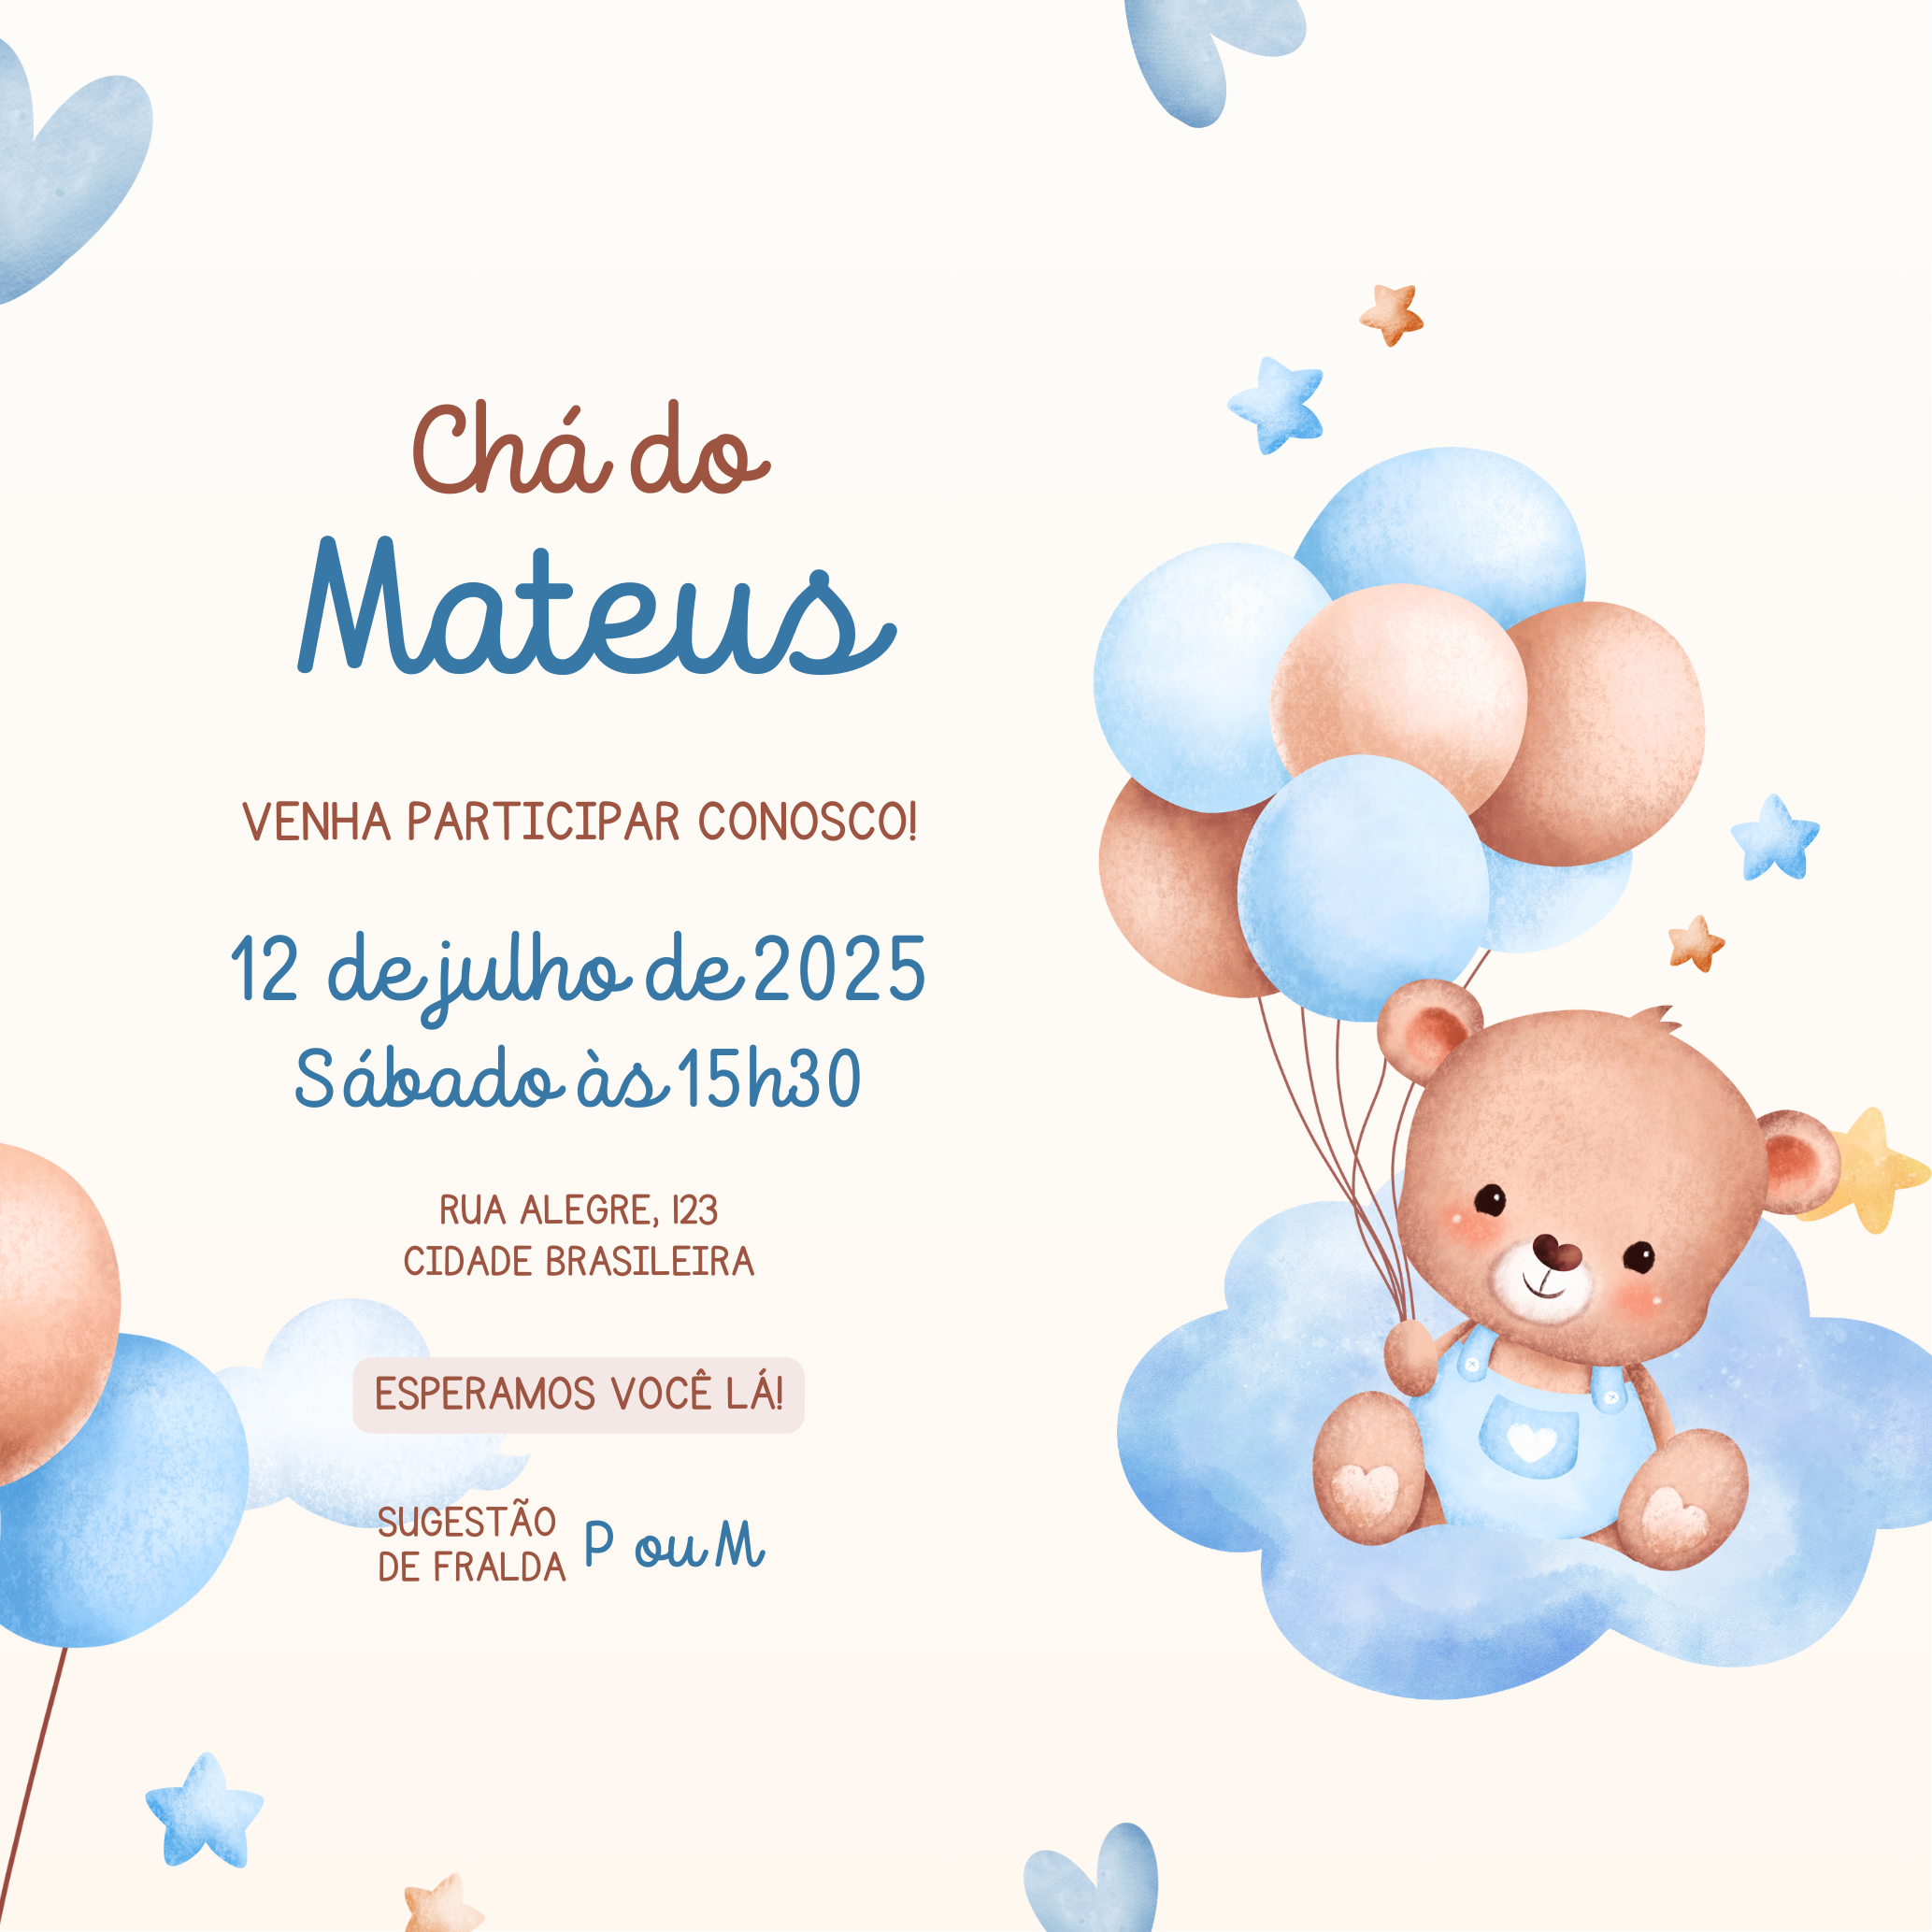 Chá do
Mateus
VENHA PARTICIPAR CONOSCO!
12 de julho de 2025
Sábado às 15h30
RUA ALEGRE, 123
CIDADE BRASILEIRA
ESPERAMOS VOCÊ LÁ!
SUGESTÃO
DE FRALDA
P ou M